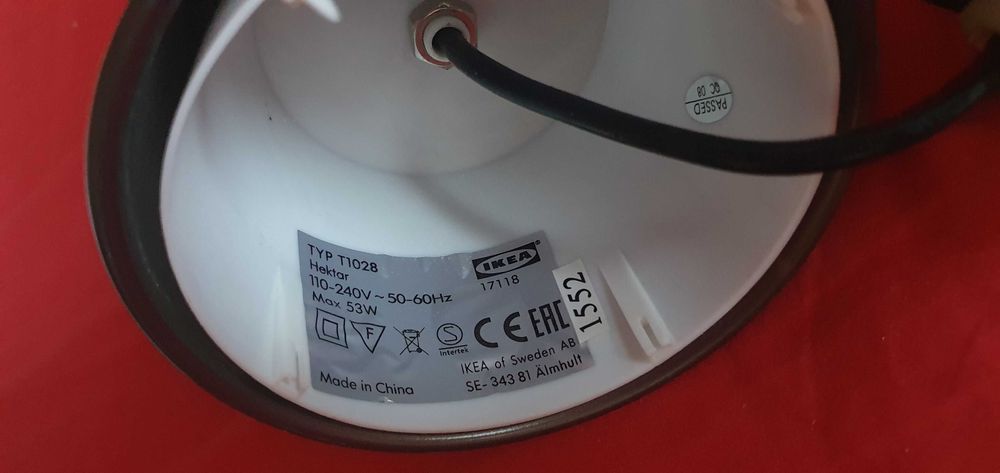 TYP T1028
Hektar
110-240V ~ 50-60Hz
Max 53W
IKEA
17118
F
S
Intertek
CE
EAC
1552
IKEA of Sweden AB
SE- 343 81 Älmhult
Made in China
PASSED
QC 08